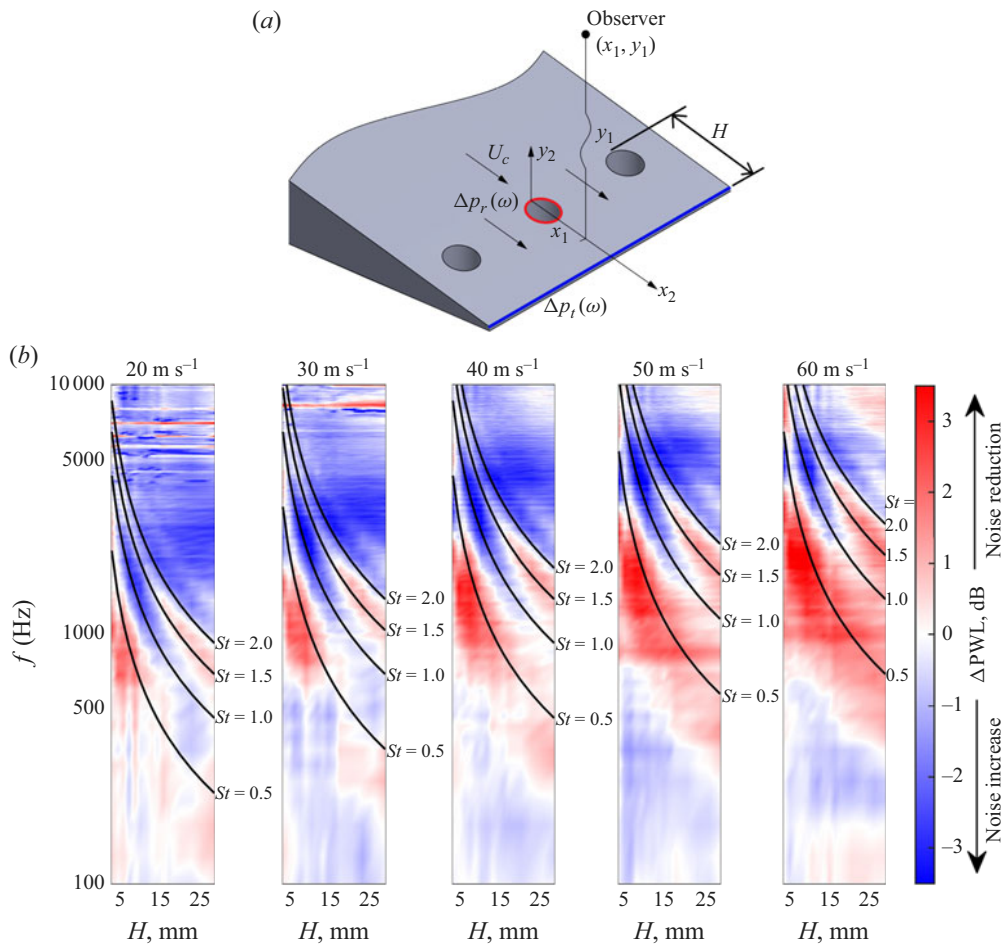 (a)
Observer
(x₁, y₁)
H
y₁
U_c
y₂
Δp_r(ω)
x₁
x₂
Δp_t(ω)
(b)
20 m s⁻¹ 30 m s⁻¹ 40 m s⁻¹ 50 m s⁻¹ 60 m s⁻¹
10 000
5000
1000
500
100
f (Hz)
St = 2.0
St = 1.5
St = 1.0
St = 0.5
St = 2.0
St = 1.5
St = 1.0
St = 0.5
St = 2.0
St = 1.5
St = 1.0
St = 0.5
St = 2.0
St = 1.5
St = 1.0
St = 0.5
St =
2.0
1.5
1.0
0.5
3
2
1
0
−1
−2
−3
ΔPWL, dB
Noise reduction
Noise increase
5 15 25 5 15 25 5 15 25 5 15 25 5 15 25
H, mm H, mm H, mm H, mm H, mm